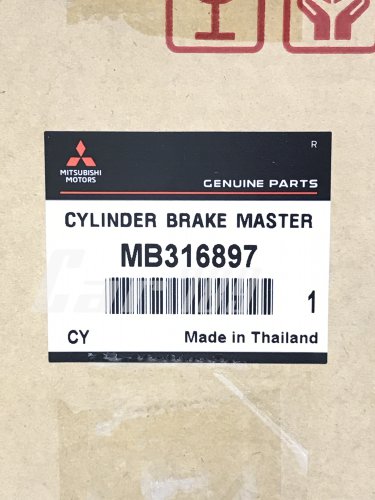 R
MITSUBISHI
MOTORS
GENUINE PARTS
CYLINDER BRAKE MASTER
MB316897
1
CY
Made in Thailand